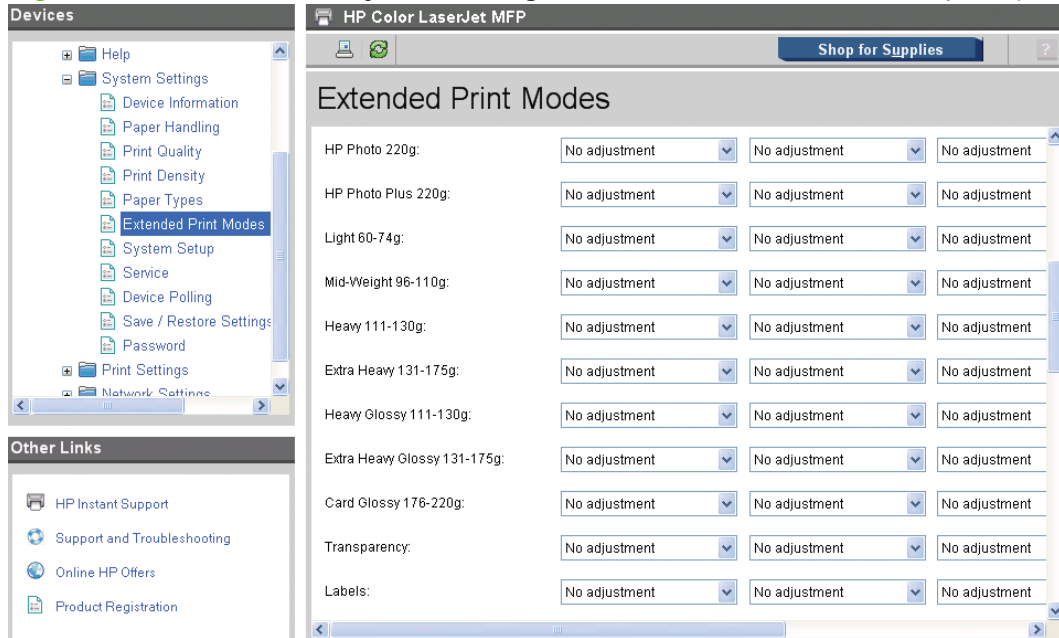 Devices
Help
System Settings
Device Information
Paper Handling
Print Quality
Print Density
Paper Types
Extended Print Modes
System Setup
Service
Device Polling
Save / Restore Settings
Password
Print Settings
Network Settings
Other Links
HP Instant Support
Support and Troubleshooting
Online HP Offers
Product Registration
HP Color LaserJet MFP
Shop for Supplies ?
Extended Print Modes
HP Photo 220g: No adjustment No adjustment No adjustment
HP Photo Plus 220g: No adjustment No adjustment No adjustment
Light 60-74g: No adjustment No adjustment No adjustment
Mid-Weight 96-110g: No adjustment No adjustment No adjustment
Heavy 111-130g: No adjustment No adjustment No adjustment
Extra Heavy 131-175g: No adjustment No adjustment No adjustment
Heavy Glossy 111-130g: No adjustment No adjustment No adjustment
Extra Heavy Glossy 131-175g: No adjustment No adjustment No adjustment
Card Glossy 176-220g: No adjustment No adjustment No adjustment
Transparency: No adjustment No adjustment No adjustment
Labels: No adjustment No adjustment No adjustment